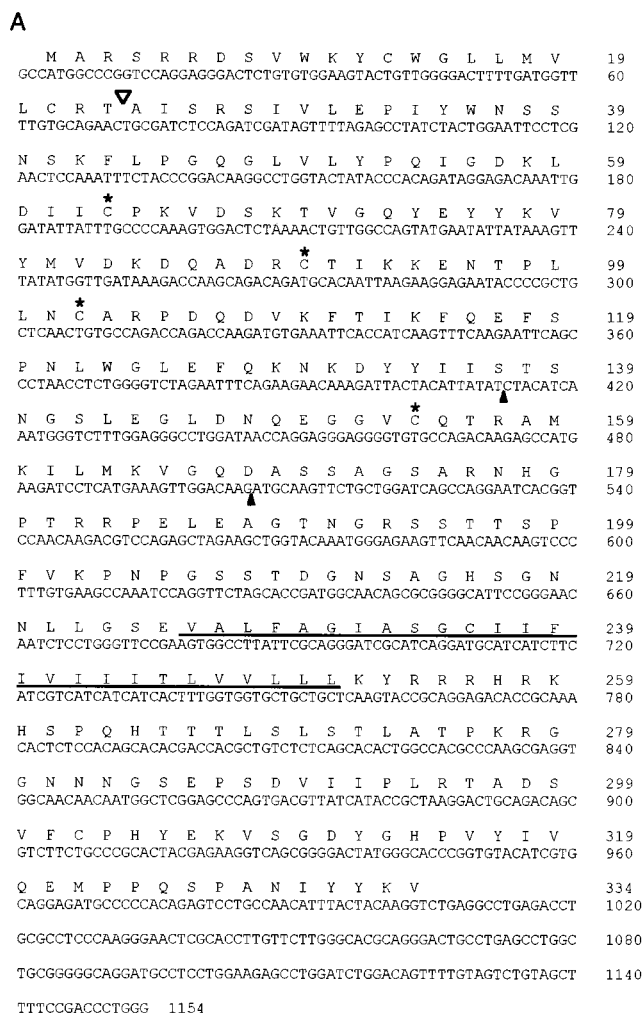 A
M A R S R R D S V W K Y C W G L L M V 19
GCCATGGCCCGGTCCAGGAGGGACTCTGTGTGGAAGTACTGTTGGGGACTTTTGATGGTT 60
L C R T A I S R S I V L E P I Y W N S S 39
TTGTGCAGAACTGCGATCTCCAGATCGATAGTTTTAGAGCCTATCTACTGGAATTCCTCG 120
N S K F L P G Q G L V L Y P Q I G D K L 59
AACTCCAAATTTCTACCCGGACAAGGCCTGGTACTATACCCACAGATAGGAGACAAATTG 180
D I I C P K V D S K T V G Q Y E Y Y K V 79
GATATTATTTGCCCCAAAGTGGACTCTAAAACTGTTGGCCAGTATGAATATTATAAAGTT 240
Y M V D K D Q A D R C T I K K E N T P L 99
TATATGGTTGATAAAGACCAAGCAGACAGATGCACAATTAAGAAGGAGAATACCCCGCTG 300
L N C A R P D Q D V K F T I K F Q E F S 119
CTCAACTGTGCCAGACCAGACCAAGATGTGAAATTCACCATCAAGTTTCAAGAATTCAGC 360
P N L W G L E F Q K N K D Y Y I I S T S 139
CCTAACCTCTGGGGTCTAGAATTTCAGAAGAACAAAGATTACTACATTATATCTACATCA 420
N G S L E G L D N Q E G G V C Q T R A M 159
AATGGGTCTTTGGAGGGCCTGGATAACCAGGAGGGAGGGGTGTGCCAGACAAGAGCCATG 480
K I L M K V G Q D A S S A G S A R N H G 179
AAGATCCTCATGAAAGTTGGACAAGATGCAAGTTCTGCTGGATCAGCCAGGAATCACGGT 540
P T R R P E L E A G T N G R S S T T S P 199
CCAACAAGACGTCCAGAGCTAGAAGCTGGTACAAATGGGAGAAGTTCAACAACAAGTCCC 600
F V K P N P G S S T D G N S A G H S G N 219
TTTGTGAAGCCAAATCCAGGTTCTAGCACCGATGGCAACAGCGCGGGGCATTCCGGGAAC 660
N L L G S E V A L F A G I A S G C I I F 239
AATCTCCTGGGTTCCGAAGTGGCCTTATTCGCAGGGATCGCATCAGGATGCATCATCTTC 720
I V I I I T L V V L L L K Y R R R H R K 259
ATCGTCATCATCATCACTTTGGTGGTGCTGCTGCTCAAGTACCGCAGGAGACACCGCAAA 780
H S P Q H T T T L S L S T L A T P K R G 279
CACTCTCCACAGCACACGACCACGCTGTCTCTCAGCACACTGGCCACGCCCAAGCGAGGT 840
G N N N G S E P S D V I I P L R T A D S 299
GGCAACAACAATGGCTCGGAGCCCAGTGACGTTATCATACCGCTAAGGACTGCAGACAGC 900
V F C P H Y E K V S G D Y G H P V Y I V 319
GTCTTCTGCCCGCACTACGAGAAGGTCAGCGGGGACTATGGGCACCCGGTGTACATCGTG 960
Q E M P P Q S P A N I Y Y K V 334
CAGGAGATGCCCCCACAGAGTCCTGCCAACATTTACTACAAGGTCTGAGGCCTGAGACCT 1020
GCGCCTCCCAAGGGAACTCGCACCTTGTTCTTGGGCACGCAGGGACTGCCTGAGCCTGGC 1080
TGCGGGGGCAGGATGCCTCCTGGAAGAGCCTGGATCTGGACAGTTTTGTAGTCTGTAGCT 1140
TTTCCGACCCTGGG 1154